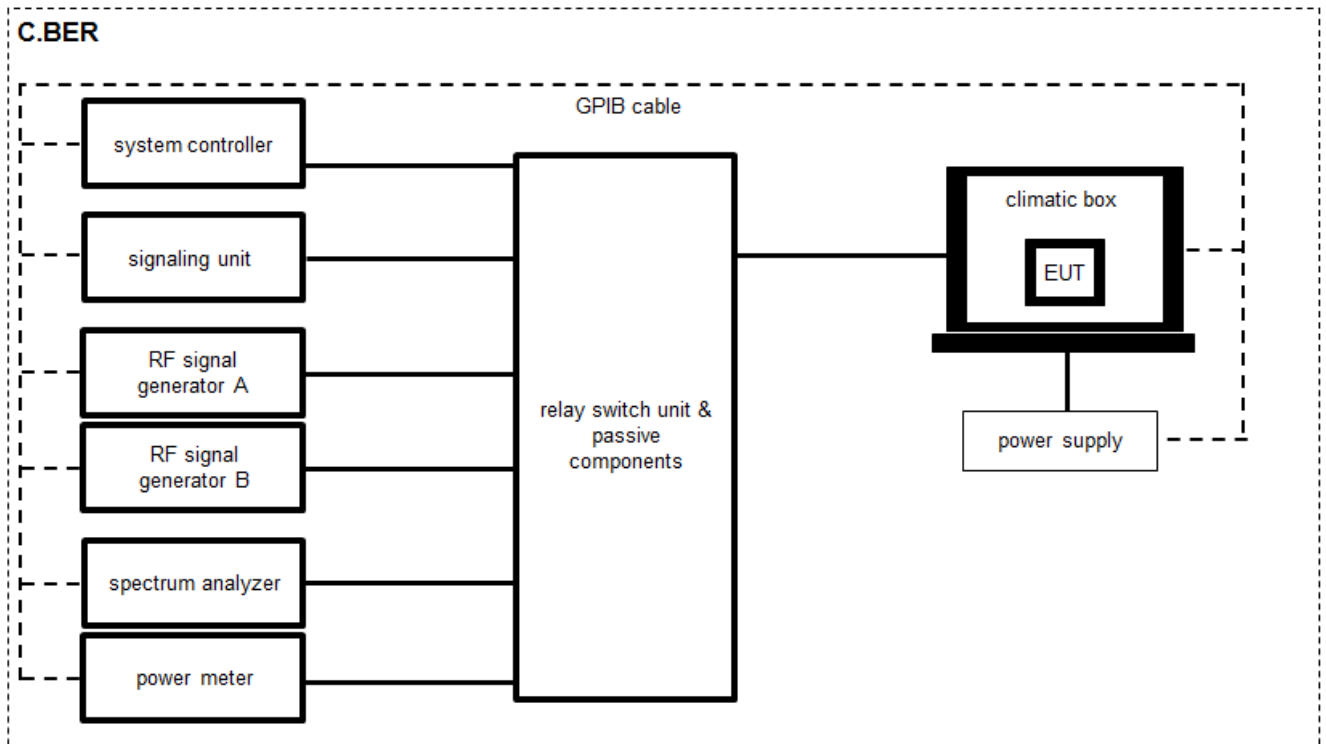 C.BER
GPIB cable
system controller
signaling unit
RF signal
generator A
RF signal
generator B
spectrum analyzer
power meter
relay switch unit &
passive
components
climatic box
EUT
power supply